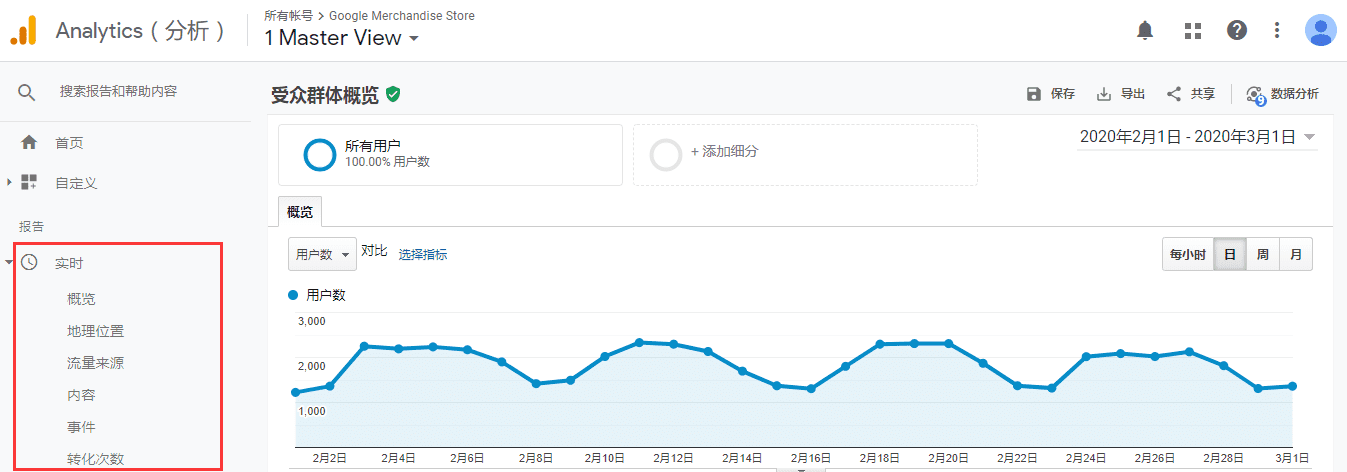 Analytics（分析）
所有帐号 > Google Merchandise Store
1 Master View
搜索报告和帮助内容
首页
自定义
报告
实时
概览
地理位置
流量来源
内容
事件
转化次数
受众群体概览
保存
导出
共享
9
数据分析
所有用户
100.00% 用户数
+ 添加细分
2020年2月1日 - 2020年3月1日
概览
用户数
对比
选择指标
每小时
日
周
月
用户数
3,000
2,000
1,000
2月2日
2月4日
2月6日
2月8日
2月10日
2月12日
2月14日
2月16日
2月18日
2月20日
2月22日
2月24日
2月26日
2月28日
3月1日